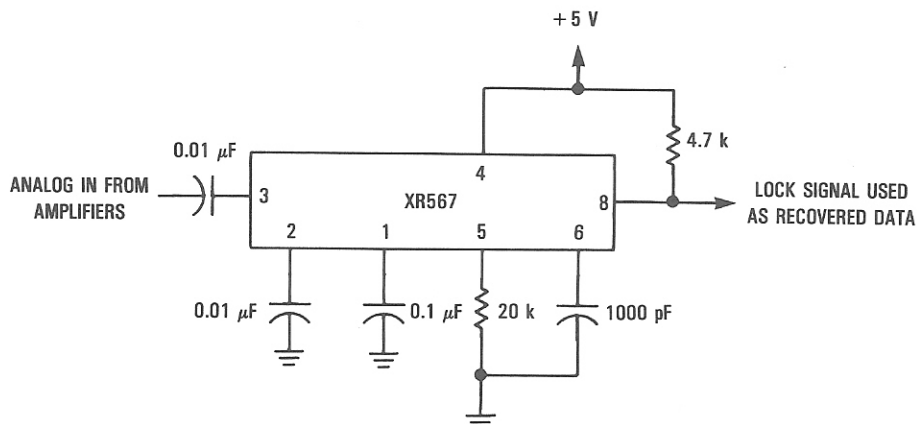 +5 V
4.7 k
0.01 μF
4
ANALOG IN FROM
AMPLIFIERS
3
XR567
8
LOCK SIGNAL USED
AS RECOVERED DATA
2
1
5
6
0.01 μF
0.1 μF
20 k
1000 pF